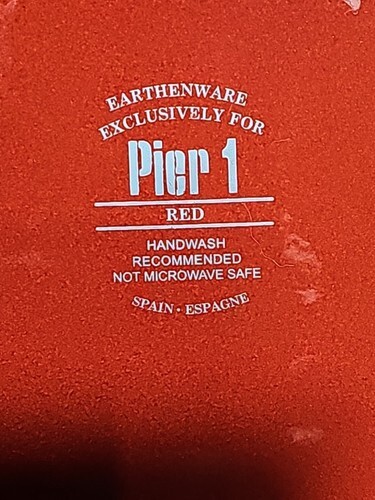 EARTHENWARE
EXCLUSIVELY FOR
Pier 1
RED
HANDWASH
RECOMMENDED
NOT MICROWAVE SAFE
SPAIN · ESPAGNE